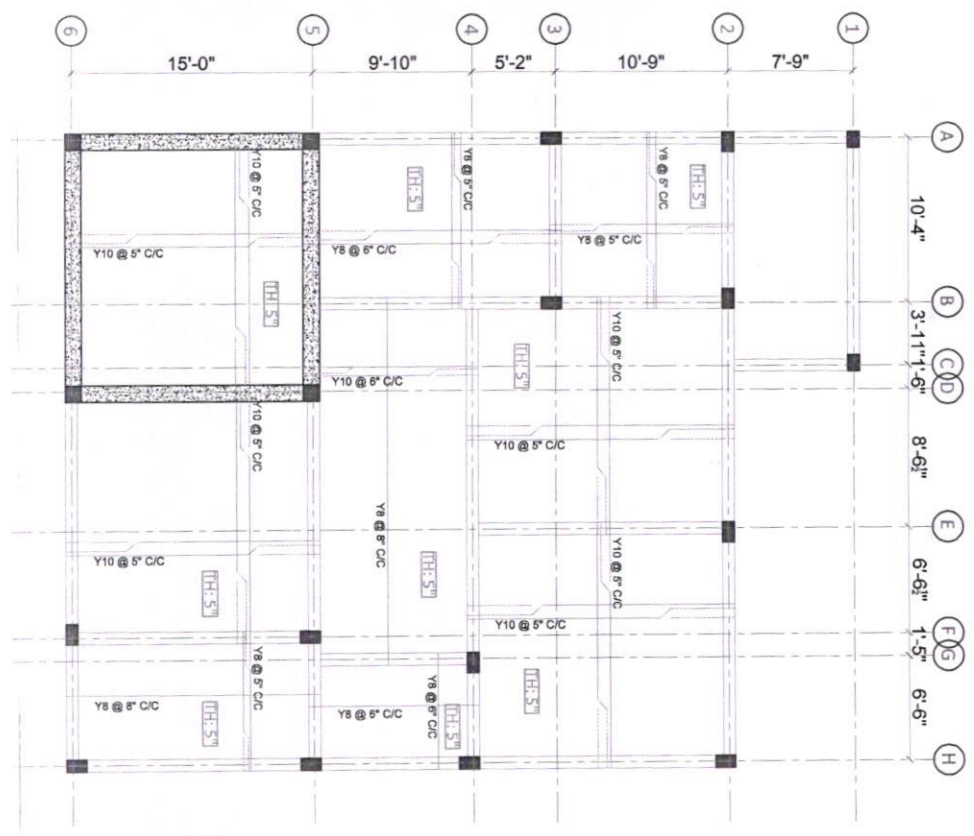 6
5
4
3
2
1
15'-0"
9'-10"
5'-2"
10'-9"
7'-9"
A
10'-4"
B
3'-11"
C
1'-6"
D
8'-6½"
E
6'-6½"
F
1'-5"
G
6'-6"
H
Y10 @ 5" C/C
Y10 @ 5" C/C
TH: 5"
TH: 5"
Y8 @ 5" C/C
Y8 @ 6" C/C
Y8 @ 5" C/C
TH: 5"
Y8 @ 5" C/C
Y10 @ 5" C/C
TH: 5"
Y10 @ 6" C/C
Y10 @ 5" C/C
Y10 @ 5" C/C
Y8 @ 8" C/C
Y10 @ 5" C/C
Y10 @ 5" C/C
TH: 5"
TH: 5"
Y10 @ 5" C/C
Y8 @ 5" C/C
Y8 @ 6" C/C
TH: 5"
Y8 @ 8" C/C
TH: 5"
Y8 @ 6" C/C
TH: 5"